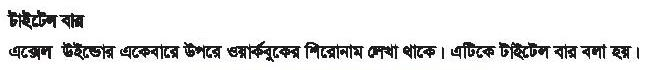 টাইটেল বার
এক্সেল উইন্ডোর একেবারে উপরে ওয়ার্কবুকের শিরোনাম লেখা থাকে। এটিকে টাইটেল বার বলা হয়।